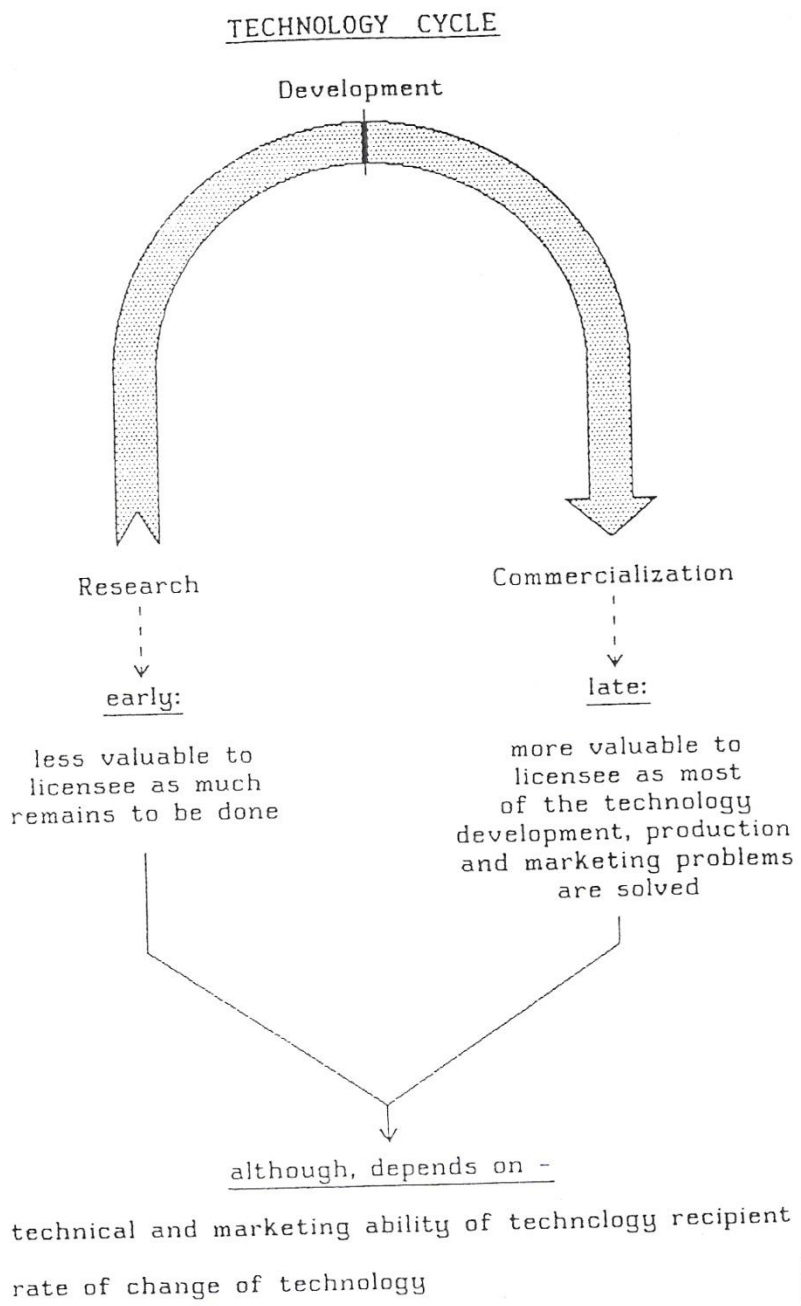 TECHNOLOGY CYCLE
Development
Research
early:
less valuable to
licensee as much
remains to be done
Commercialization
late:
more valuable to
licensee as most
of the technology
development, production
and marketing problems
are solved
although, depends on -
technical and marketing ability of technclogy recipient
rate of change of technology